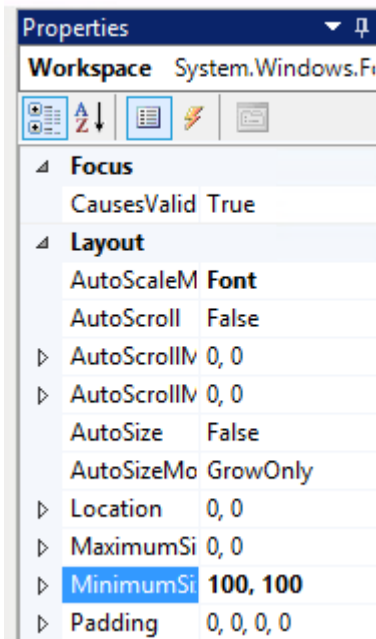 Properties
Workspace System.Windows.F
A
Z
Focus
CausesValid True
Layout
AutoScaleM Font
AutoScroll False
AutoScrollM 0, 0
AutoScrollM 0, 0
AutoSize False
AutoSizeMo GrowOnly
Location 0, 0
MaximumSi 0, 0
MinimumSi 100, 100
Padding 0, 0, 0, 0